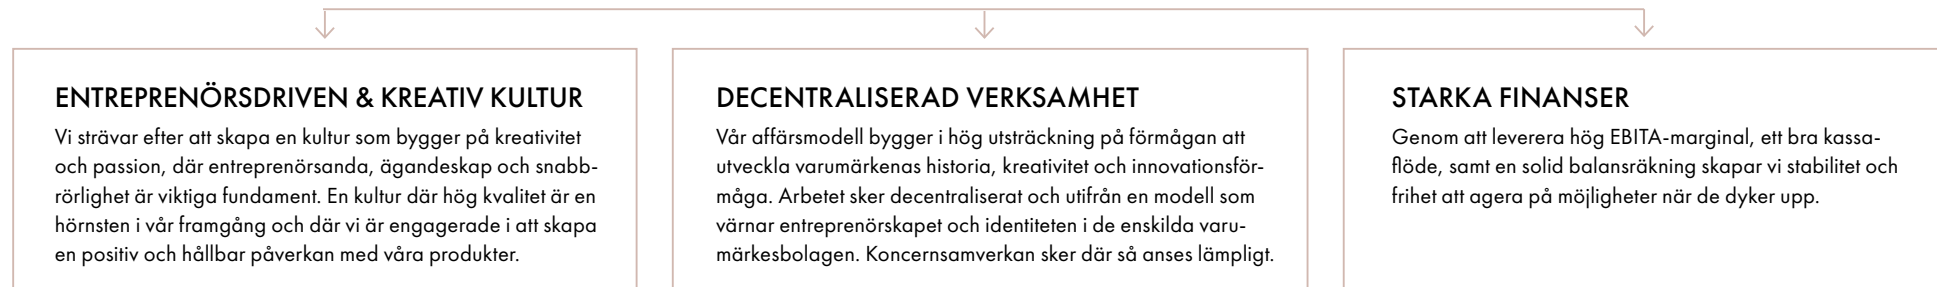 ENTREPRENÖRSDRIVEN & KREATIV KULTUR
Vi strävar efter att skapa en kultur som bygger på kreativitet
och passion, där entreprenörsanda, ägandeskap och snabb-
rörlighet är viktiga fundament. En kultur där hög kvalitet är en
hörnsten i vår framgång och där vi är engagerade i att skapa
en positiv och hållbar påverkan med våra produkter.
DECENTRALISERAD VERKSAMHET
Vår affärsmodell bygger i hög utsträckning på förmågan att
utveckla varumärkenas historia, kreativitet och innovationsför-
måga. Arbetet sker decentraliserat och utifrån en modell som
värnar entreprenörskapet och identiteten i de enskilda varu-
märkesbolagen. Koncernsamverkan sker där så anses lämpligt.
STARKA FINANSER
Genom att leverera hög EBITA-marginal, ett bra kassa-
flöde, samt en solid balansräkning skapar vi stabilitet och
frihet att agera på möjligheter när de dyker upp.